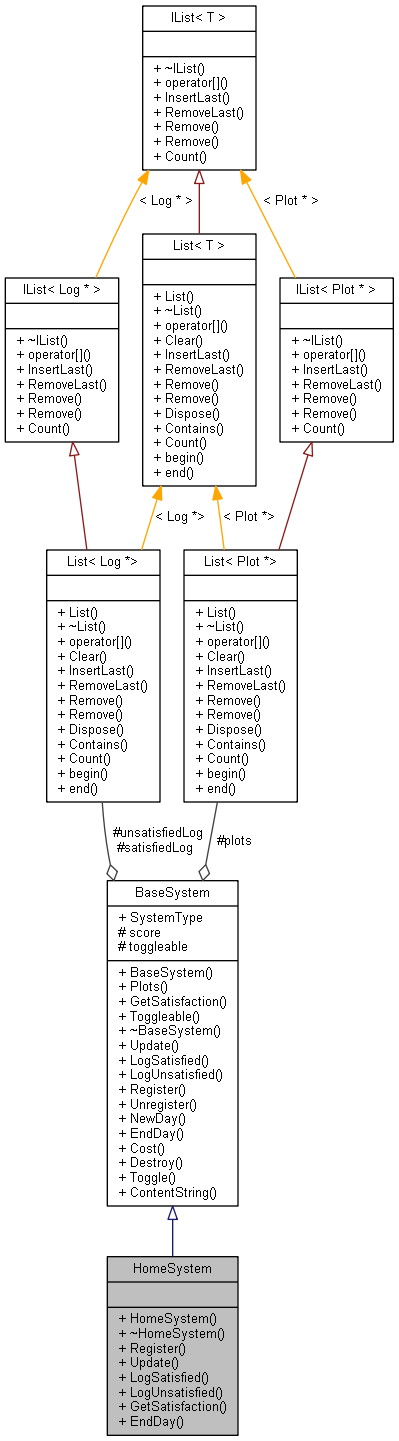 IList< T >
+ ~IList()
+ operator[]()
+ InsertLast()
+ RemoveLast()
+ Remove()
+ Remove()
+ Count()
< Log * >
< Plot * >
List< T >
+ List()
+ ~List()
+ operator[]()
+ Clear()
+ InsertLast()
+ RemoveLast()
+ Remove()
+ Remove()
+ Dispose()
+ Contains()
+ Count()
+ begin()
+ end()
IList< Log * >
+ ~IList()
+ operator[]()
+ InsertLast()
+ RemoveLast()
+ Remove()
+ Remove()
+ Count()
IList< Plot * >
+ ~IList()
+ operator[]()
+ InsertLast()
+ RemoveLast()
+ Remove()
+ Remove()
+ Count()
< Log *>
< Plot *>
List< Log *>
+ List()
+ ~List()
+ operator[]()
+ Clear()
+ InsertLast()
+ RemoveLast()
+ Remove()
+ Remove()
+ Dispose()
+ Contains()
+ Count()
+ begin()
+ end()
List< Plot *>
+ List()
+ ~List()
+ operator[]()
+ Clear()
+ InsertLast()
+ RemoveLast()
+ Remove()
+ Remove()
+ Dispose()
+ Contains()
+ Count()
+ begin()
+ end()
#unsatisfiedLog
#satisfiedLog
#plots
BaseSystem
+ SystemType
# score
# toggleable
+ BaseSystem()
+ Plots()
+ GetSatisfaction()
+ Toggleable()
+ ~BaseSystem()
+ Update()
+ LogSatisfied()
+ LogUnsatisfied()
+ Register()
+ Unregister()
+ NewDay()
+ EndDay()
+ Cost()
+ Destroy()
+ Toggle()
+ ContentString()
HomeSystem
+ HomeSystem()
+ ~HomeSystem()
+ Register()
+ Update()
+ LogSatisfied()
+ LogUnsatisfied()
+ GetSatisfaction()
+ EndDay()